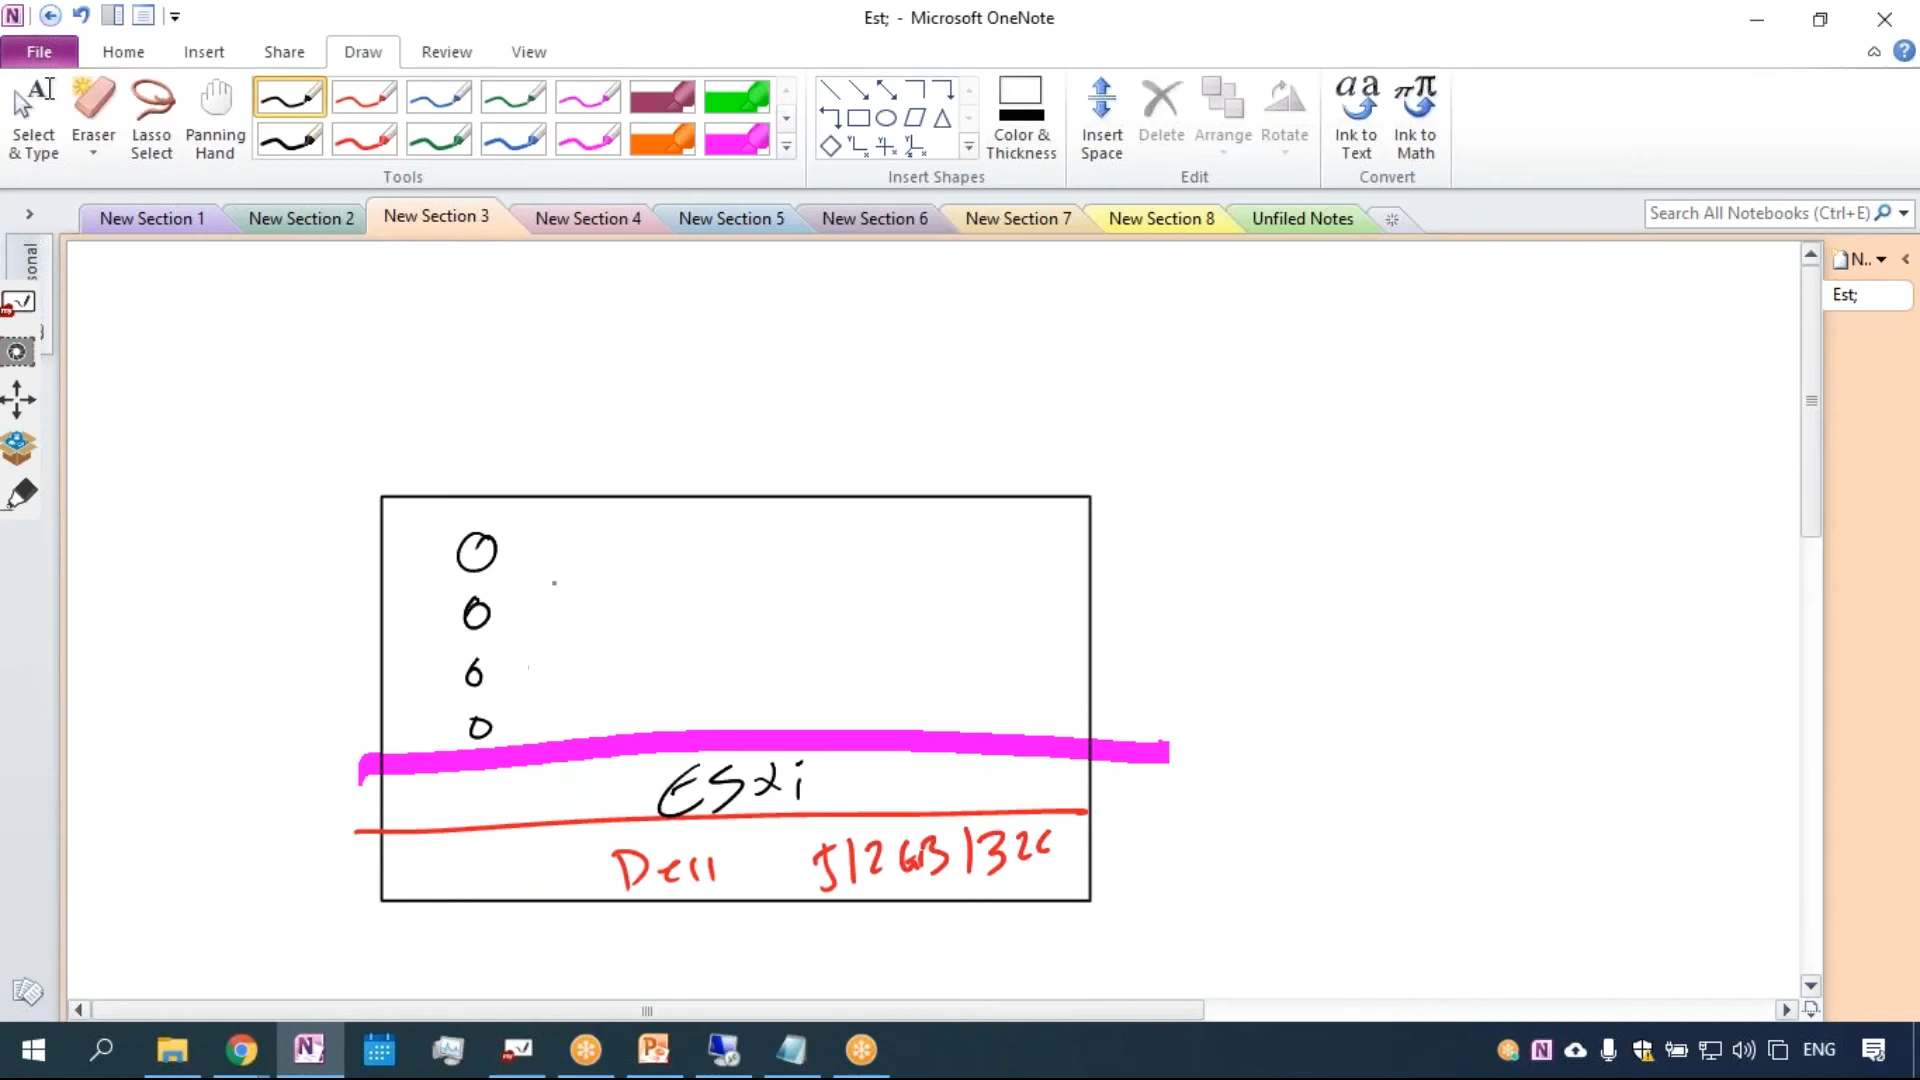 Est; - Microsoft OneNote
File Home Insert Share Draw Review View
Select & Type
Eraser
Lasso Select
Panning Hand
Color & Thickness
Insert Space
Delete
Arrange
Rotate
Ink to Text
Ink to Math
Tools
Insert Shapes
Edit
Convert
New Section 1 New Section 2 New Section 3 New Section 4 New Section 5 New Section 6 New Section 7 New Section 8 Unfiled Notes
Search All Notebooks (Ctrl+E)
N..
Est;
sonal
ESxi
Dell 512GB/32C
ENG